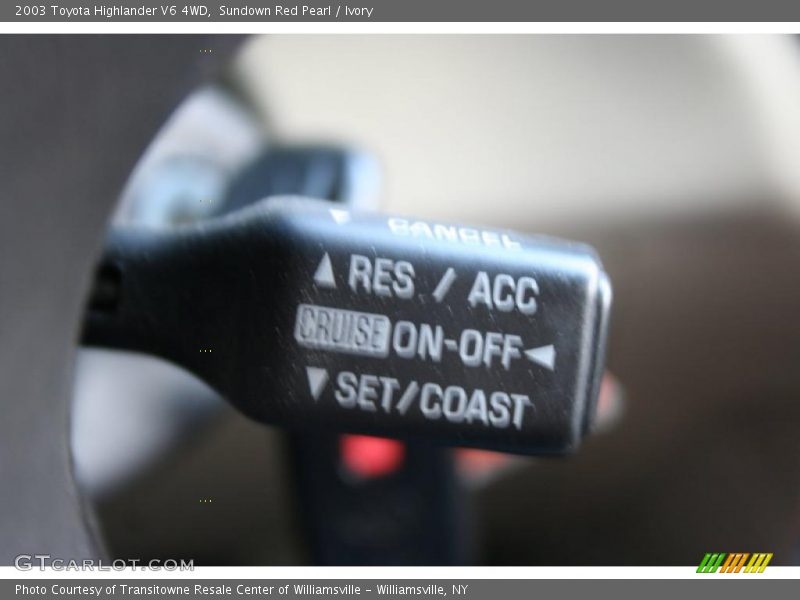 2003 Toyota Highlander V6 4WD, Sundown Red Pearl / Ivory
▼ CANCEL
▲ RES / ACC
CRUISE ON-OFF ◀
▼ SET/COAST
GTCARLOT.COM
Photo Courtesy of Transitowne Resale Center of Williamsville - Williamsville, NY